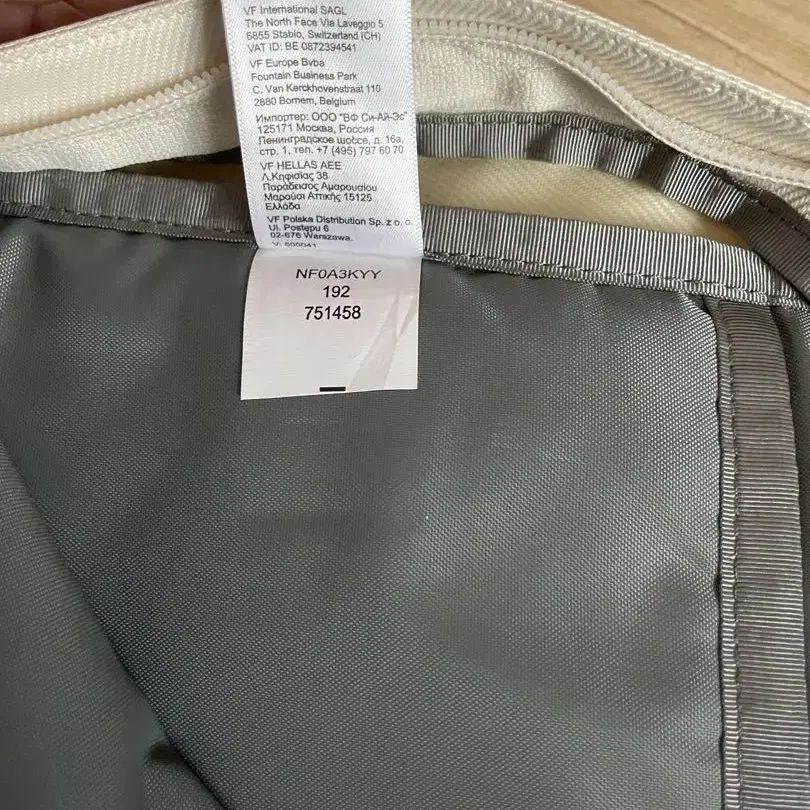 VF International SAGL
The North Face Via Laveggio 5
6855 Stabio, Switzerland (CH)
VAT ID: BE 0872394541
VF Europe Bvba
Fountain Business Park
C. Van Kerckhovenstraat 110
2880 Bornem, Belgium
Импортер: ООО "ВФ Си-Ай-Эс"
125171 Москва, Россия
Ленинградское шоссе, д. 16а,
стр. 1, тел. +7 (495) 797 60 70
VF HELLAS AEE
Λ.Κηφισίας 38
Παράδεισος Αμαρουσίου
Μαρούσι Αττικής 15125
Ελλάδα
VF Polska Distribution Sp. z o. o.
Ul. Postępu 6
02-676 Warszawa.
V: 500041
NF0A3KYY
192
751458